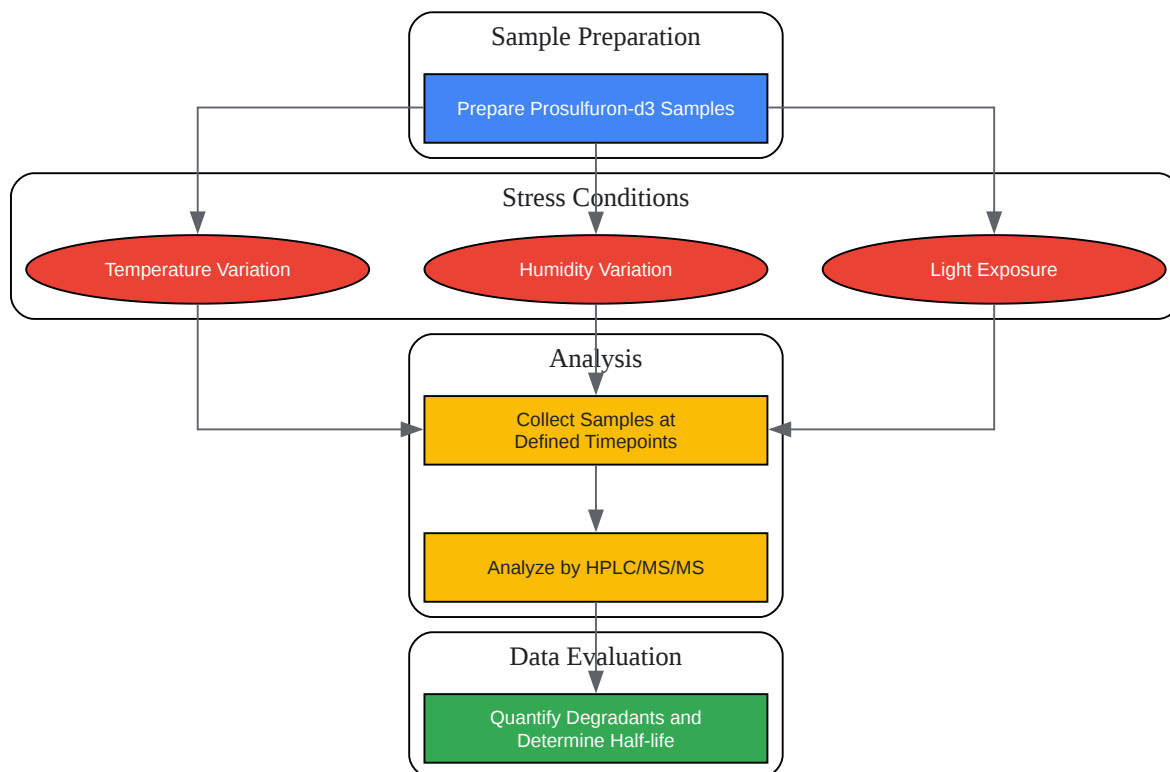 Sample Preparation
Prepare Prosulfuron-d3 Samples
Stress Conditions
Temperature Variation
Humidity Variation
Light Exposure
Analysis
Collect Samples at
Defined Timepoints
Analyze by HPLC/MS/MS
Data Evaluation
Quantify Degradants and
Determine Half-life